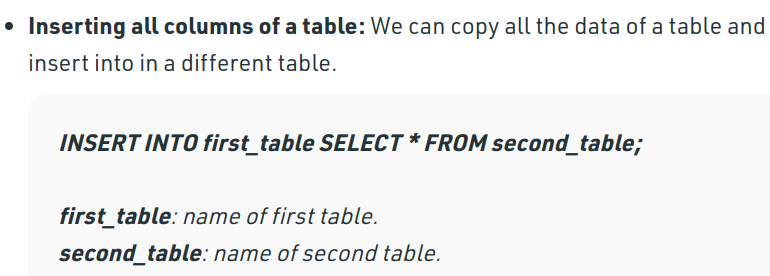 • Inserting all columns of a table: We can copy all the data of a table and
insert into in a different table.
INSERT INTO first_table SELECT * FROM second_table;
first_table: name of first table.
second_table: name of second table.